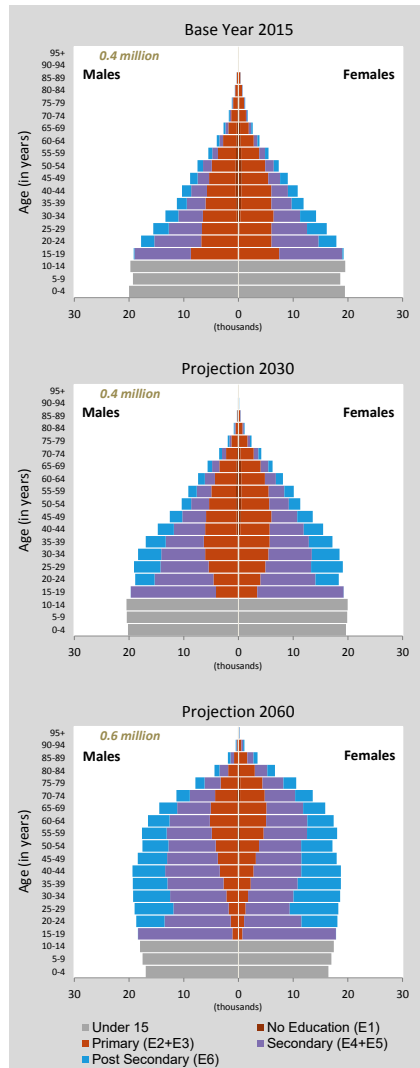 Base Year 2015
0.4 million
Males
Females
Age (in years)
95+
90-94
85-89
80-84
75-79
70-74
65-69
60-64
55-59
50-54
45-49
40-44
35-39
30-34
25-29
20-24
15-19
10-14
5-9
0-4
30 20 10 0 10 20 30
(thousands)
Projection 2030
0.4 million
Males
Females
Age (in years)
95+
90-94
85-89
80-84
75-79
70-74
65-69
60-64
55-59
50-54
45-49
40-44
35-39
30-34
25-29
20-24
15-19
10-14
5-9
0-4
30 20 10 0 10 20 30
(thousands)
Projection 2060
0.6 million
Males
Females
Age (in years)
95+
90-94
85-89
80-84
75-79
70-74
65-69
60-64
55-59
50-54
45-49
40-44
35-39
30-34
25-29
20-24
15-19
10-14
5-9
0-4
30 20 10 0 10 20 30
(thousands)
Under 15
No Education (E1)
Primary (E2+E3)
Secondary (E4+E5)
Post Secondary (E6)